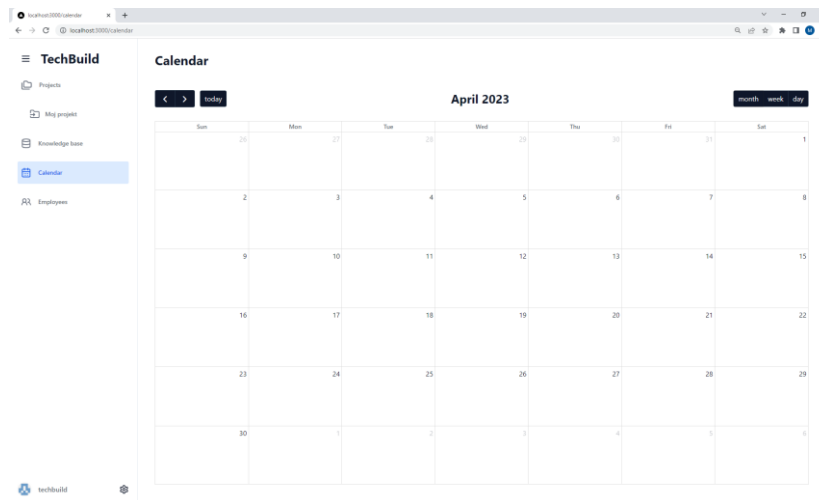 localhost:3000/calendar
localhost:3000/calendar
M
TechBuild
Projects
Moj projekt
Knowledge base
Calendar
Employees
techbuild
Calendar
today
April 2023
month week day
Sun Mon Tue Wed Thu Fri Sat
26 27 28 29 30 31 1
2 3 4 5 6 7 8
9 10 11 12 13 14 15
16 17 18 19 20 21 22
23 24 25 26 27 28 29
30 1 2 3 4 5 6